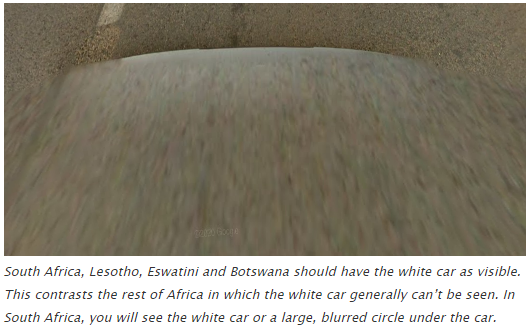 South Africa, Lesotho, Eswatini and Botswana should have the white car as visible.
This contrasts the rest of Africa in which the white car generally can't be seen. In
South Africa, you will see the white car or a large, blurred circle under the car.